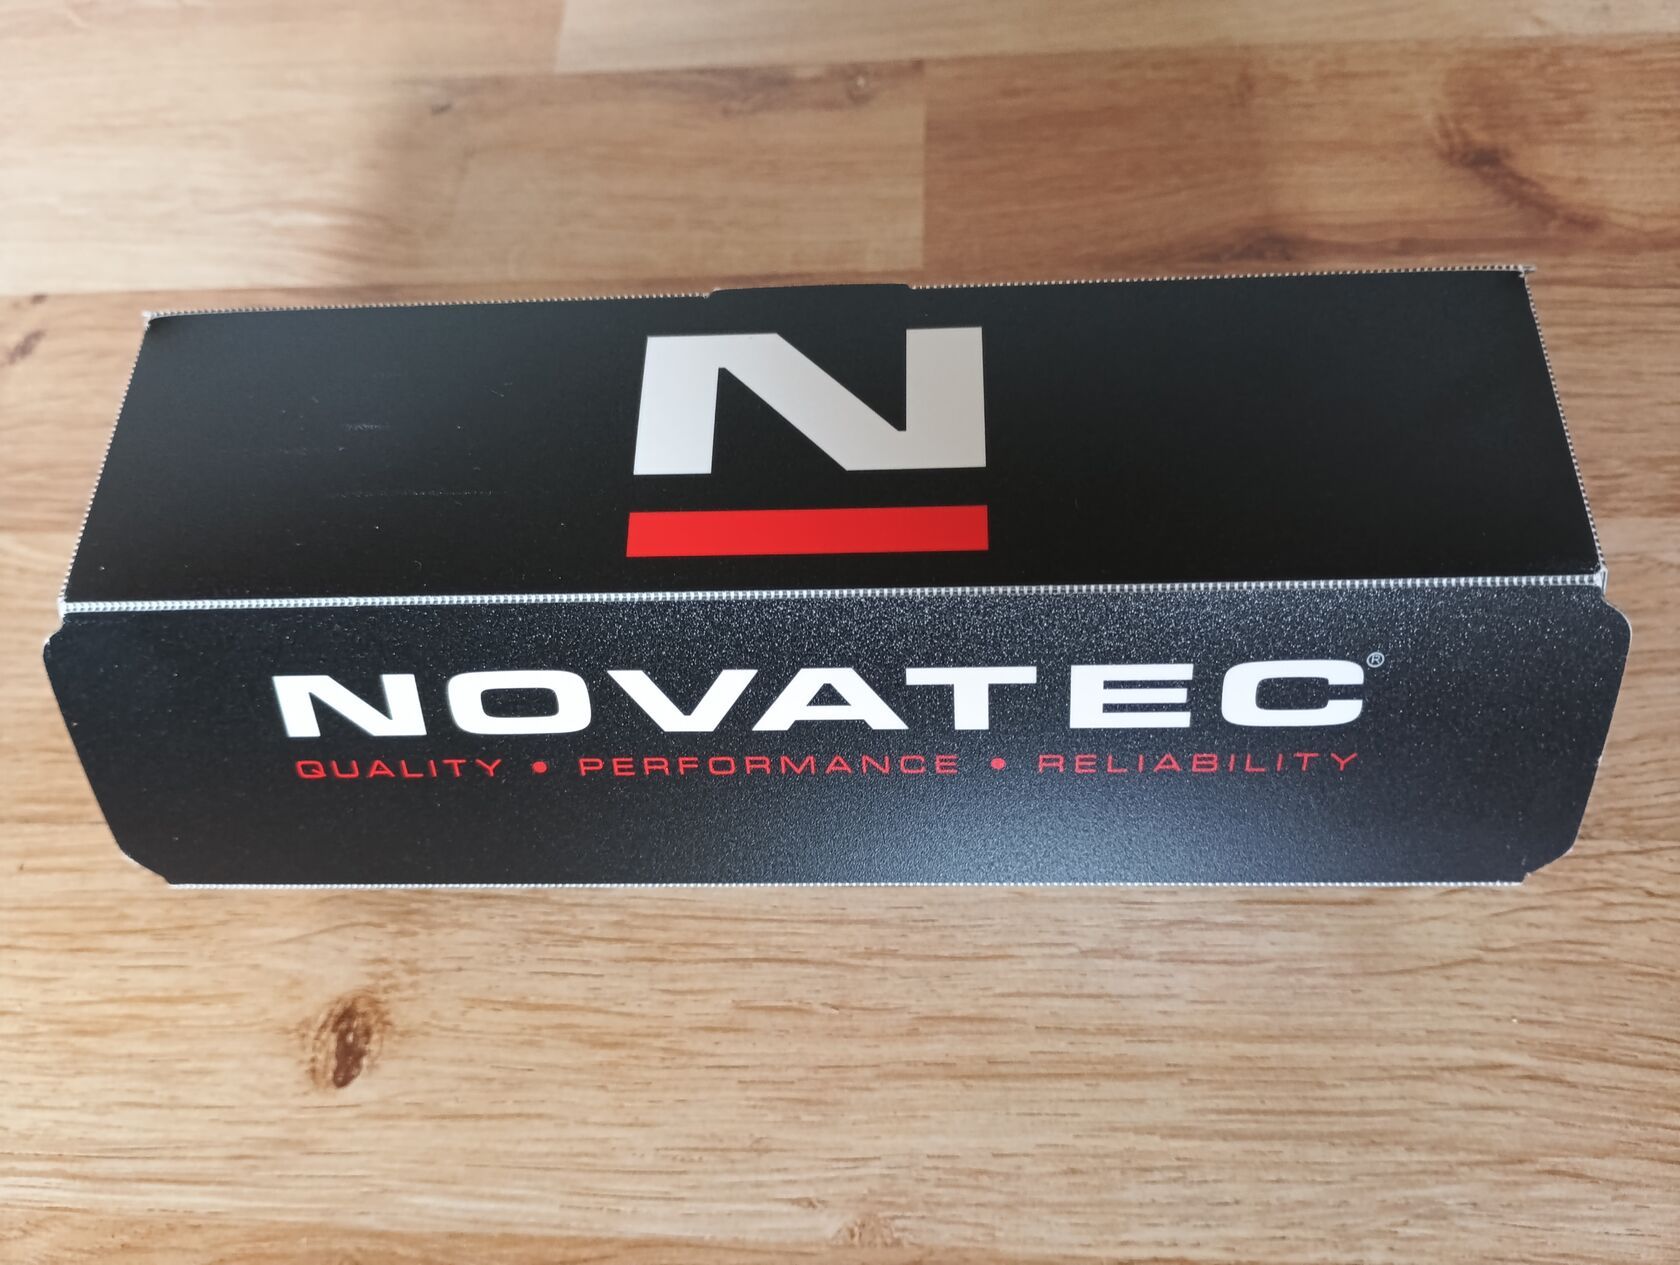 N
NOVATEC®
QUALITY • PERFORMANCE • RELIABILITY